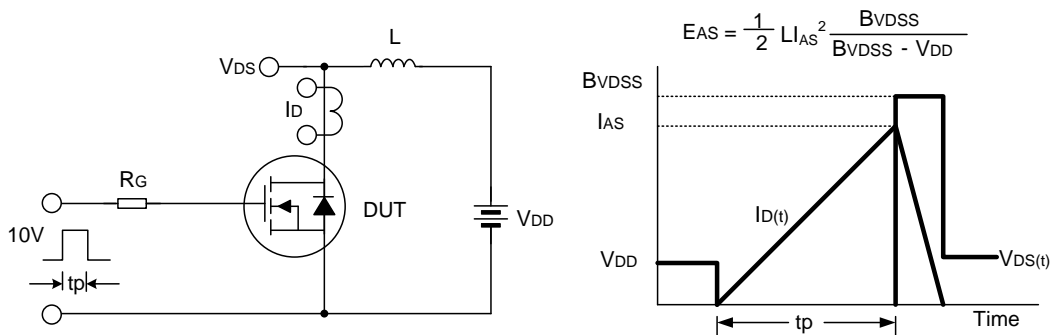 L
VDS
ID
RG
DUT
10V
VDD
tp
EAS = 1/2 LIAS² BVDSS / (BVDSS - VDD)
BVDSS
IAS
ID(t)
VDD
VDS(t)
tp
Time